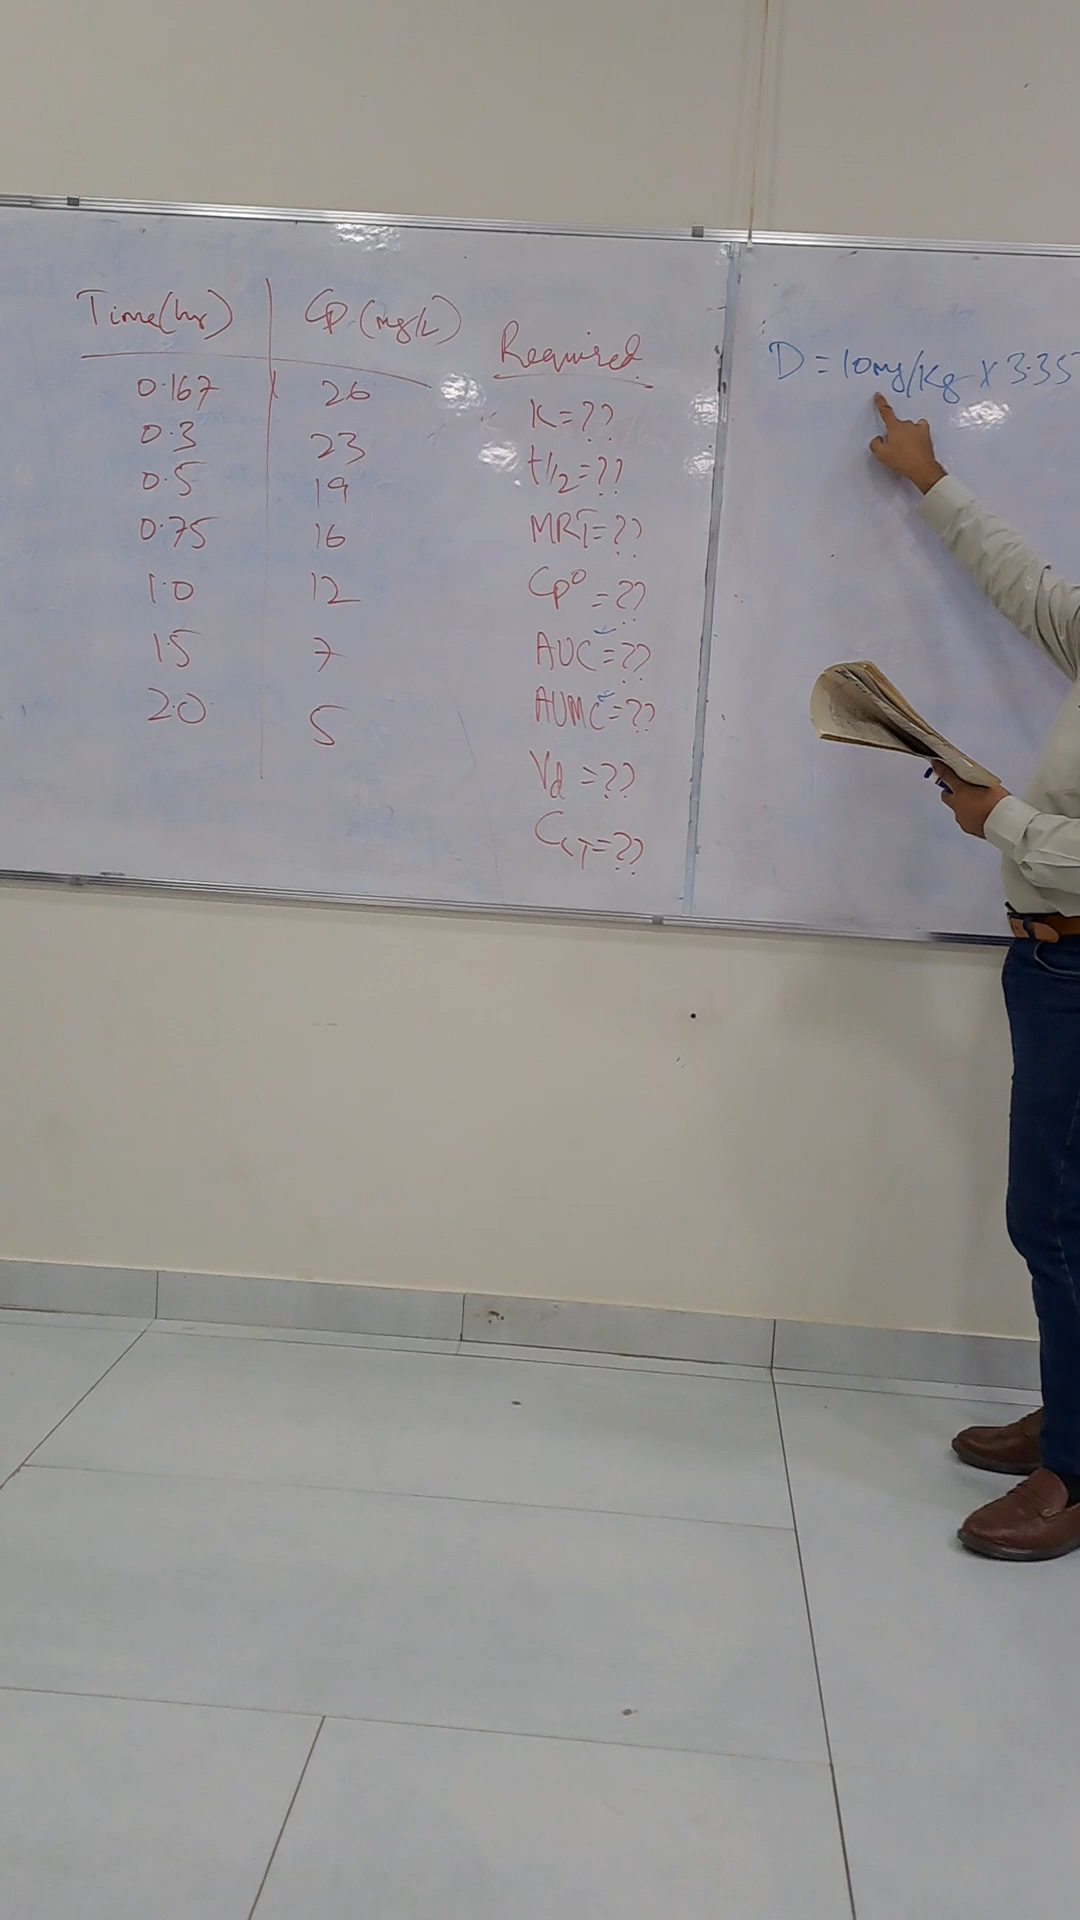 Time(hr) Cp (mg/L)
0.167 26
0.3 23
0.5 19
0.75 16
1.0 12
1.5 7
2.0 5
Required
K=??
t1/2=??
MRT=??
Cp⁰=??
AUC=??
AUMC=??
Vd=??
CLT=??
D=10mg/Kg x 3.35